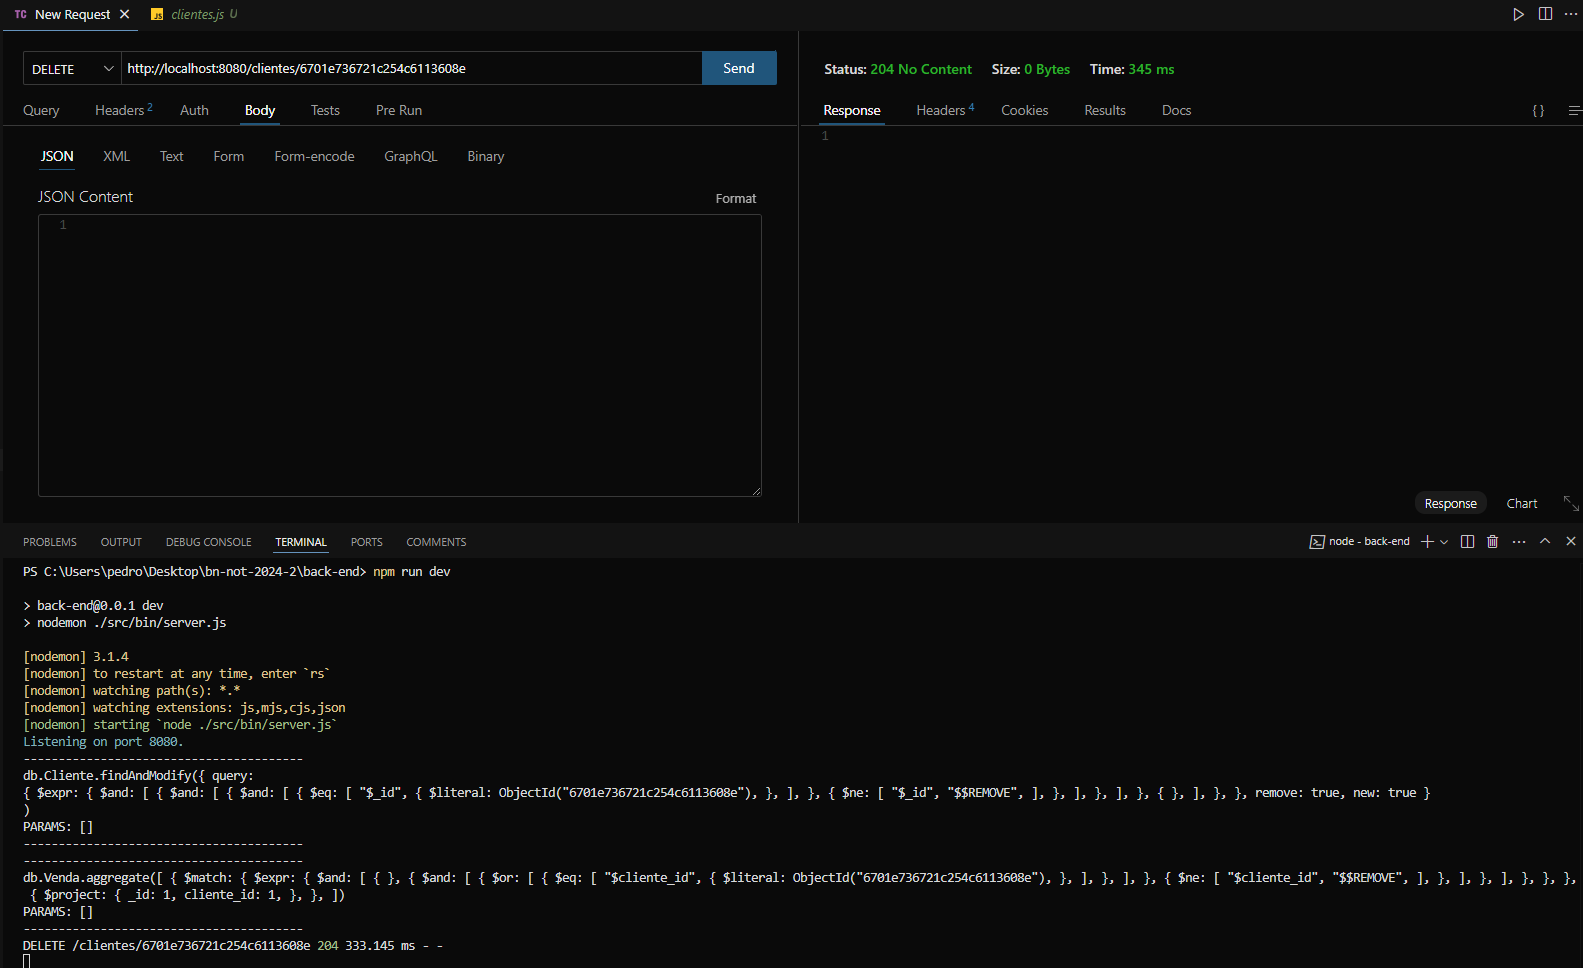 TC New Request
JS clientes.js U
DELETE http://localhost:8080/clientes/6701e736721c254c6113608e Send
Query Headers 2 Auth Body Tests Pre Run
JSON XML Text Form Form-encode GraphQL Binary
JSON Content Format
1
Status: 204 No Content Size: 0 Bytes Time: 345 ms
Response Headers 4 Cookies Results Docs {}
1
Response Chart
PROBLEMS OUTPUT DEBUG CONSOLE TERMINAL PORTS COMMENTS node - back-end
PS C:\Users\pedro\Desktop\bn-not-2024-2\back-end> npm run dev
> back-end@0.0.1 dev
> nodemon ./src/bin/server.js
[nodemon] 3.1.4
[nodemon] to restart at any time, enter `rs`
[nodemon] watching path(s): *.*
[nodemon] watching extensions: js,mjs,cjs,json
[nodemon] starting `node ./src/bin/server.js`
Listening on port 8080.
----------------------------------------
db.Cliente.findAndModify({ query:
{ $expr: { $and: [ { $and: [ { $and: [ { $eq: [ "$_id", { $literal: ObjectId("6701e736721c254c6113608e"), }, ], }, { $ne: [ "$_id", "$$REMOVE", ], }, ], }, ], }, { }, ], }, }, remove: true, new: true }
)
PARAMS: []
----------------------------------------
----------------------------------------
db.Venda.aggregate([ { $match: { $expr: { $and: [ { }, { $and: [ { $or: [ { $eq: [ "$cliente_id", { $literal: ObjectId("6701e736721c254c6113608e"), }, ], }, ], }, { $ne: [ "$cliente_id", "$$REMOVE", ], }, ], }, ], }, }, },
{ $project: { _id: 1, cliente_id: 1, }, }, ])
PARAMS: []
----------------------------------------
DELETE /clientes/6701e736721c254c6113608e 204 333.145 ms - -